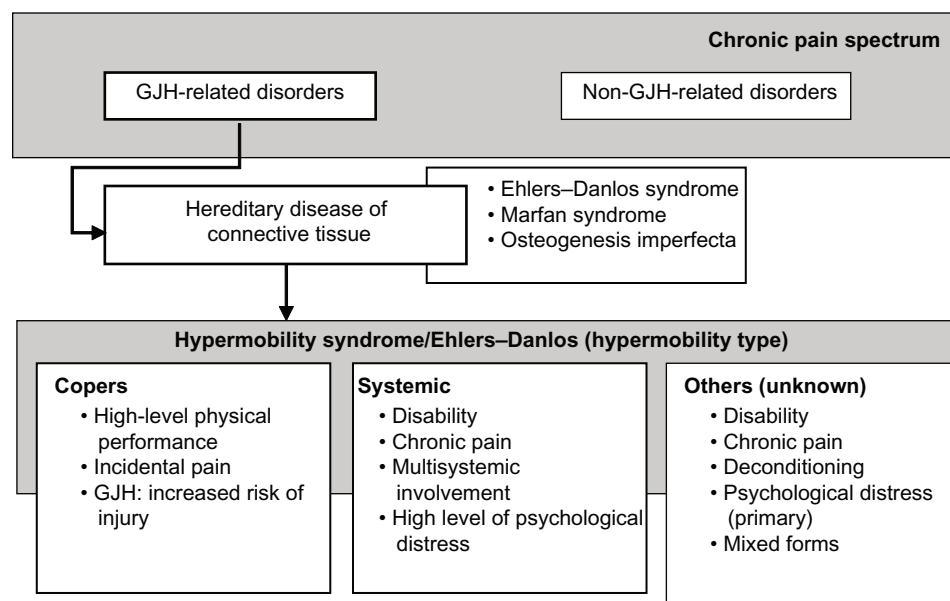 Chronic pain spectrum
GJH-related disorders
Non-GJH-related disorders
Hereditary disease of
connective tissue
• Ehlers–Danlos syndrome
• Marfan syndrome
• Osteogenesis imperfecta
Hypermobility syndrome/Ehlers–Danlos (hypermobility type)
Copers
• High-level physical
performance
• Incidental pain
• GJH: increased risk of
injury
Systemic
• Disability
• Chronic pain
• Multisystemic
involvement
• High level of psychological
distress
Others (unknown)
• Disability
• Chronic pain
• Deconditioning
• Psychological distress
(primary)
• Mixed forms